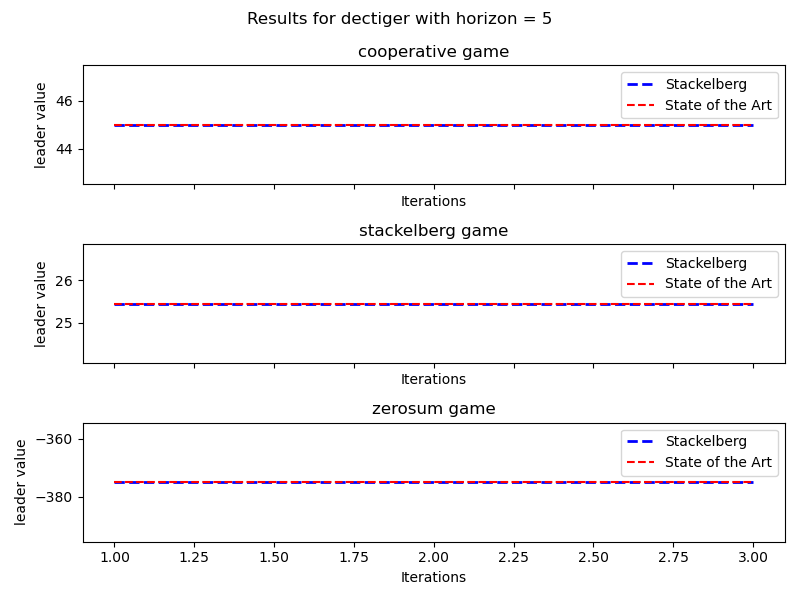 Results for dectiger with horizon = 5
cooperative game
leader value
46
44
Stackelberg
State of the Art
Iterations
stackelberg game
leader value
26
25
Stackelberg
State of the Art
Iterations
zerosum game
leader value
−360
−380
Stackelberg
State of the Art
1.00 1.25 1.50 1.75 2.00 2.25 2.50 2.75 3.00
Iterations